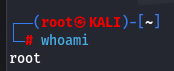 ┌──(root㉿KALI)-[~]
└─# whoami
root